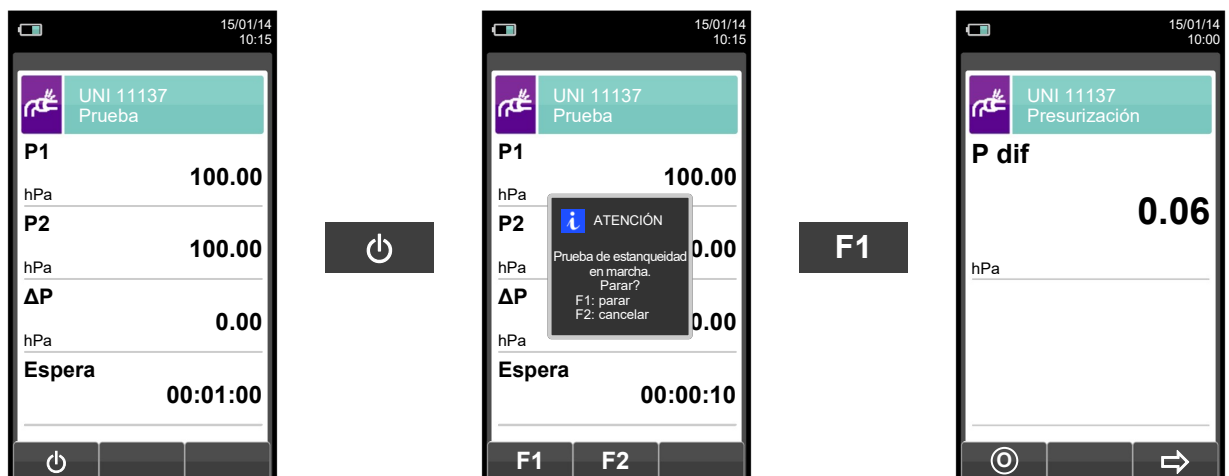 15/01/14
10:15
UNI 11137
Prueba
P1
100.00
hPa
P2
100.00
hPa
ΔP
0.00
hPa
Espera
00:01:00
15/01/14
10:15
UNI 11137
Prueba
P1
100.00
hPa
P2
0.00
hPa
ΔP
0.00
hPa
Espera
00:00:10
i ATENCIÓN
Prueba de estanqueidad
en marcha.
Parar?
F1: parar
F2: cancelar
F1 F2
F1
15/01/14
10:00
UNI 11137
Presurización
P dif
0.06
hPa